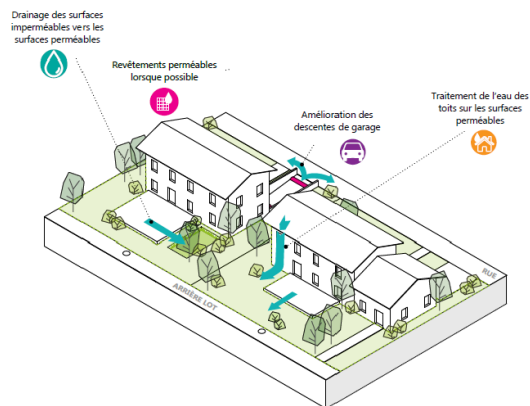 Drainage des surfaces
imperméables vers les
surfaces perméables
Revêtements perméables
lorsque possible
Amélioration des
descentes de garage
Traitement de l'eau des
toits sur les surfaces
perméables
ARRIÈRE LOT
RUE